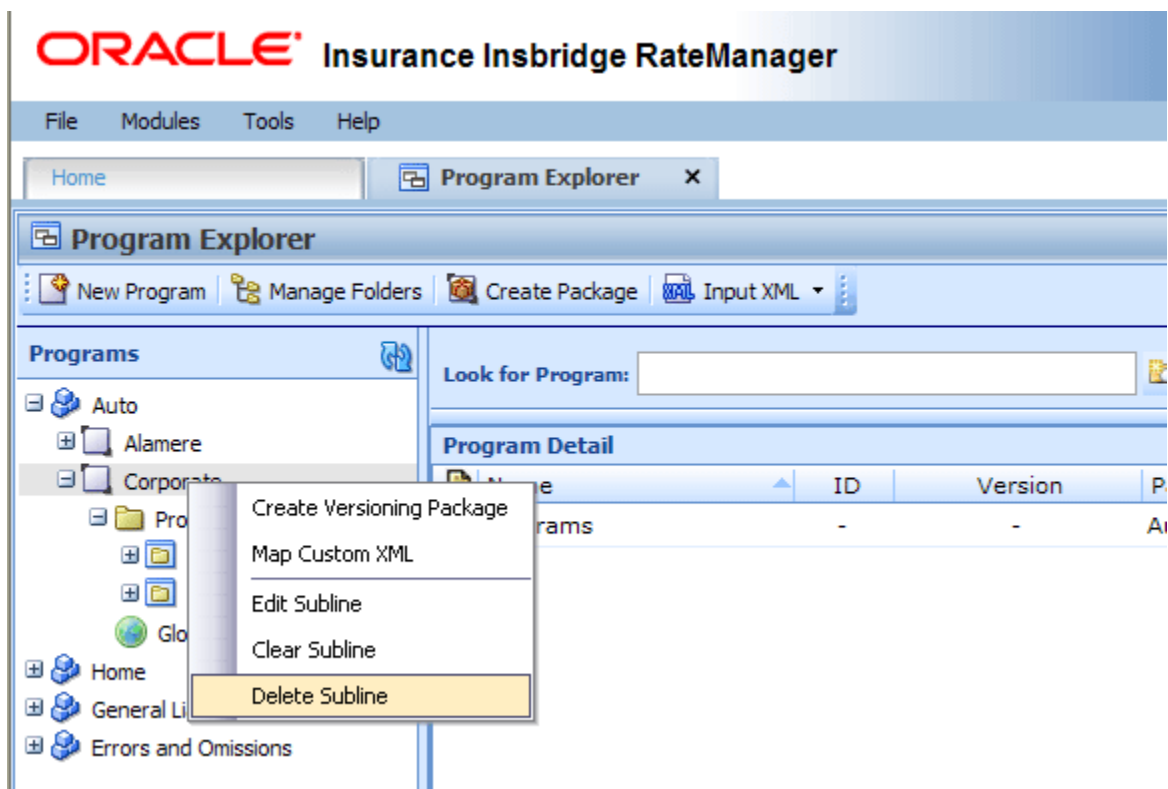 ORACLE Insurance Insbridge RateManager
File Modules Tools Help
Home Program Explorer
Program Explorer
New Program Manage Folders Create Package Input XML
Programs
Look for Program:
Auto
Alamere
Program Detail
Corporate
ID Version
Create Versioning Package
- -
Map Custom XML
Edit Subline
Clear Subline
Home
Delete Subline
General
Errors and Omissions